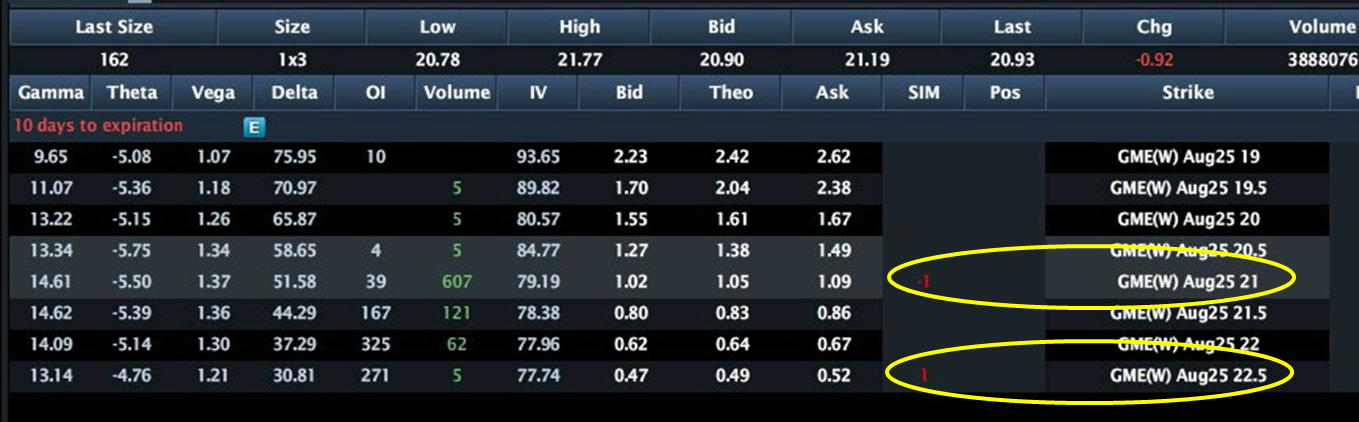 Last Size Size Low High Bid Ask Last Chg Volume
162 1x3 20.78 21.77 20.90 21.19 20.93 -0.92 3888076
Gamma Theta Vega Delta OI Volume IV Bid Theo Ask SIM Pos Strike
10 days to expiration E
9.65 -5.08 1.07 75.95 10 93.65 2.23 2.42 2.62 GME(W) Aug25 19
11.07 -5.36 1.18 70.97 5 89.82 1.70 2.04 2.38 GME(W) Aug25 19.5
13.22 -5.15 1.26 65.87 5 80.57 1.55 1.61 1.67 GME(W) Aug25 20
13.34 -5.75 1.34 58.65 4 5 84.77 1.27 1.38 1.49 GME(W) Aug25 20.5
14.61 -5.50 1.37 51.58 39 607 79.19 1.02 1.05 1.09 -1 GME(W) Aug25 21
14.62 -5.39 1.36 44.29 167 121 78.38 0.80 0.83 0.86 GME(W) Aug25 21.5
14.09 -5.14 1.30 37.29 325 62 77.96 0.62 0.64 0.67 GME(W) Aug25 22
13.14 -4.76 1.21 30.81 271 5 77.74 0.47 0.49 0.52 1 GME(W) Aug25 22.5